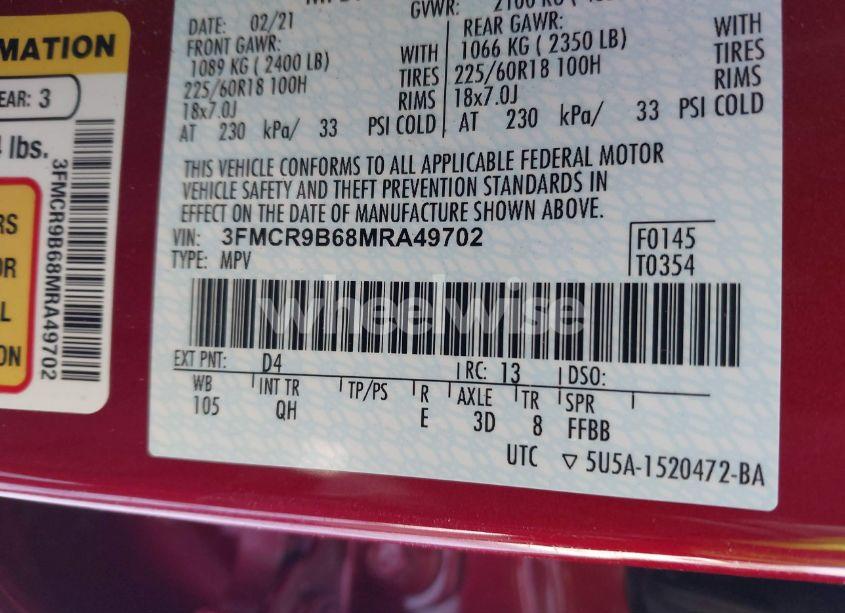 MATION
EAR: 3
lbs.
3FMCR9B68MRA49702
RS
OR
L
ON
DATE: 02/21
GVWR:
FRONT GAWR:
1089 KG ( 2400 LB) WITH
225/60R18 100H TIRES
18x7.0J RIMS
AT 230 kPa/ 33 PSI COLD
REAR GAWR:
1066 KG ( 2350 LB) WITH
225/60R18 100H TIRES
18x7.0J RIMS
AT 230 kPa/ 33 PSI COLD
THIS VEHICLE CONFORMS TO ALL APPLICABLE FEDERAL MOTOR
VEHICLE SAFETY AND THEFT PREVENTION STANDARDS IN
EFFECT ON THE DATE OF MANUFACTURE SHOWN ABOVE.
VIN: 3FMCR9B68MRA49702
TYPE: MPV
F0145
T0354
wheelwise
EXT PNT: D4 RC: 13 DSO:
WB INT TR TP/PS R AXLE TR SPR
105 QH E 3D 8 FFBB
UTC ▽ 5U5A-1520472-BA